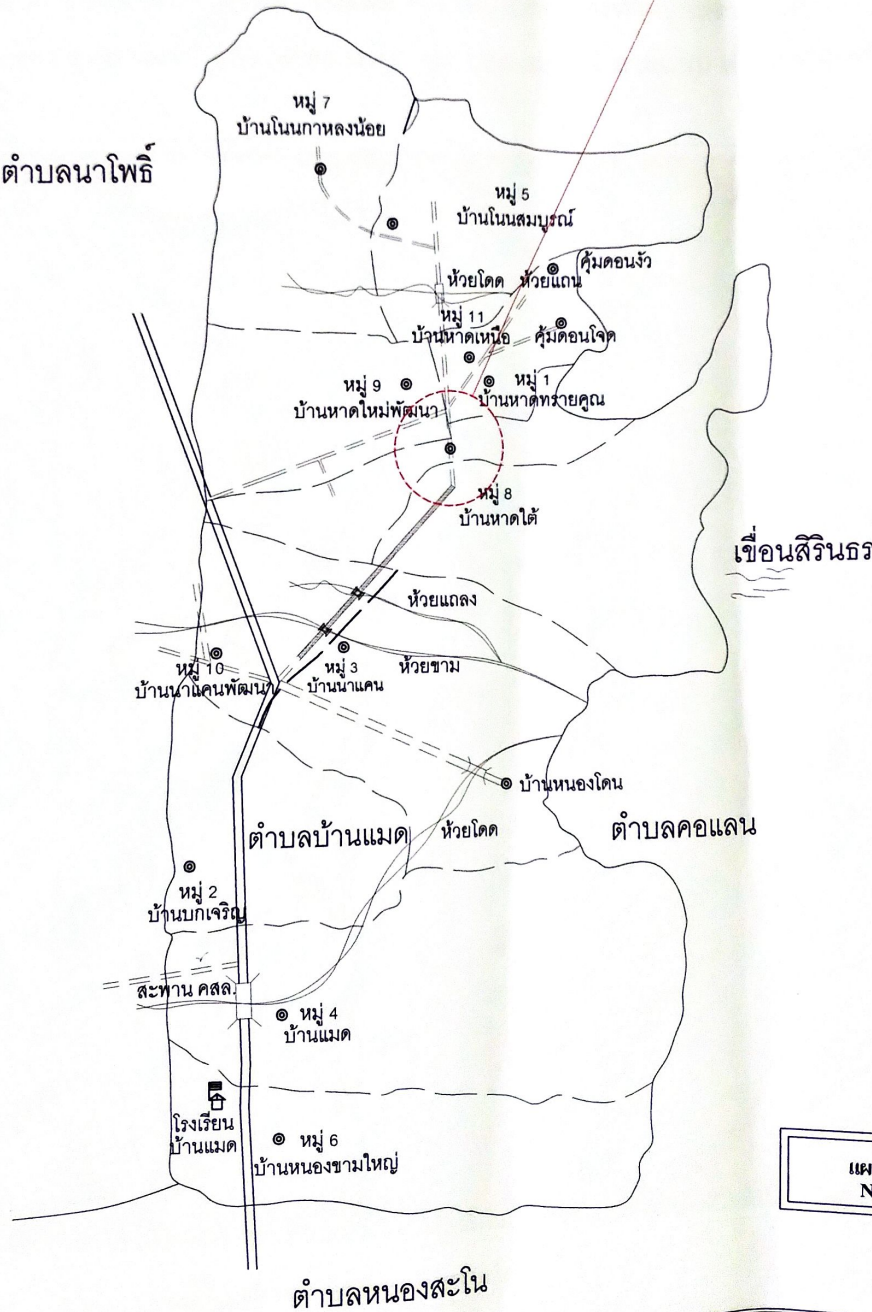 หมู่ 7
บ้านโนนกาหลงน้อย
ตำบลนาโพธิ์
หมู่ 5
บ้านโนนสมบูรณ์
คุ้มดอนงัว
ห้วยโดด
ห้วยแถน
หมู่ 11
บ้านหาดเหนือ
คุ้มดอนโจด
หมู่ 9
บ้านหาดใหม่พัฒนา
หมู่ 1
บ้านหาดทรายคูณ
หมู่ 8
บ้านหาดใต้
เขื่อนสิรินธร
ห้วยแถลง
หมู่ 10
บ้านนาแคนพัฒนา
หมู่ 3
บ้านนาแคน
ห้วยขาม
บ้านหนองโดน
ตำบลบ้านแมด
ห้วยโดด
ตำบลคอแลน
หมู่ 2
บ้านบกเจริญ
สะพาน คสล.
หมู่ 4
บ้านแมด
โรงเรียน
บ้านแมด
หมู่ 6
บ้านหนองขามใหญ่
แผ
N
ตำบลหนองสะโน